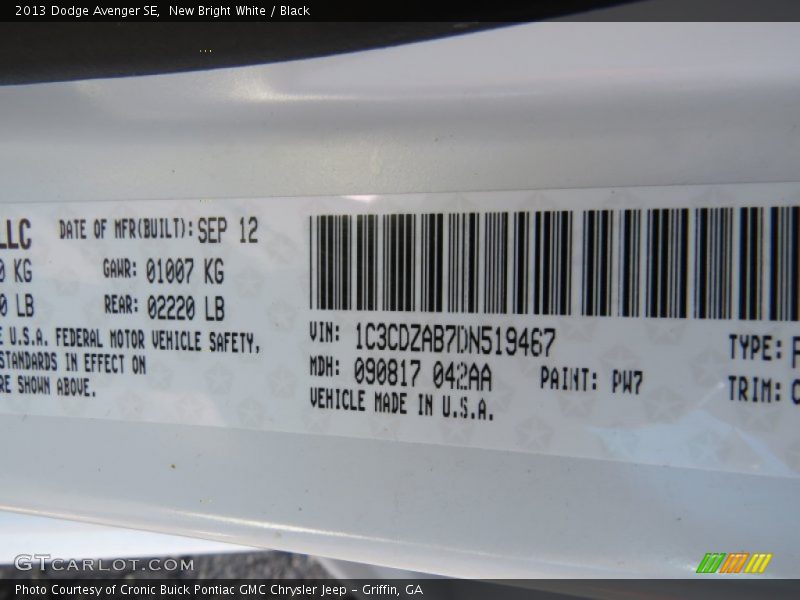 2013 Dodge Avenger SE,  New Bright White / Black
LLC DATE OF MFR(BUILT): SEP 12
0 KG GAWR: 01007 KG
0 LB REAR: 02220 LB
E U.S.A. FEDERAL MOTOR VEHICLE SAFETY,
STANDARDS IN EFFECT ON
RE SHOWN ABOVE.
VIN: 1C3CDZAB7DN519467
TYPE:
MDH: 090817 042AA PAINT: PW7
TRIM:
VEHICLE MADE IN U.S.A.
GTCARLOT.COM
Photo Courtesy of Cronic Buick Pontiac GMC Chrysler Jeep - Griffin, GA